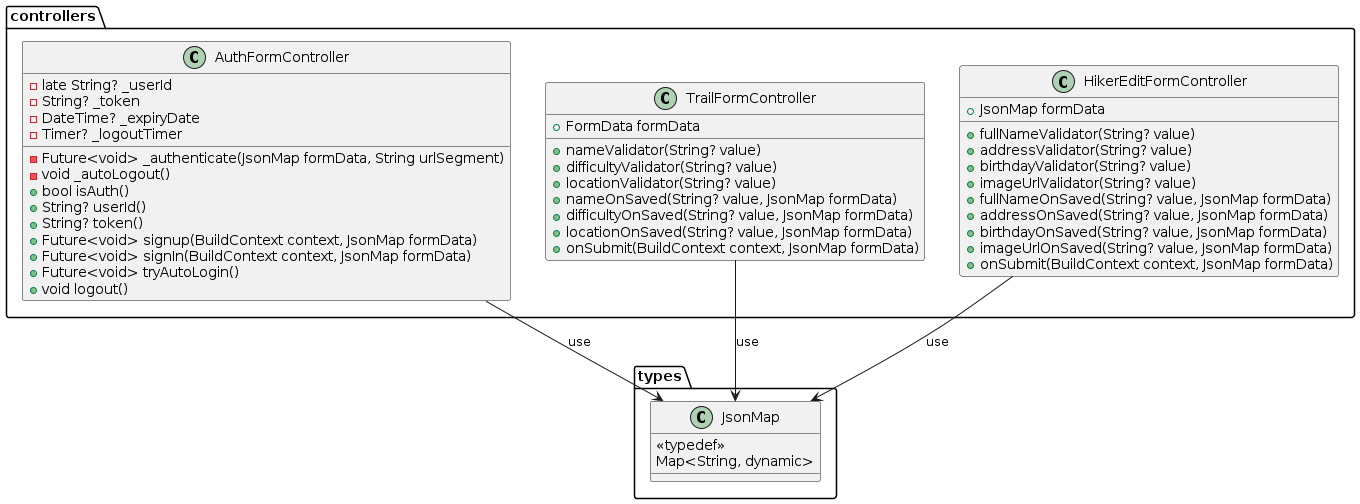 controllers
C AuthFormController
late String? _userId
String? _token
DateTime? _expiryDate
Timer? _logoutTimer
Future<void> _authenticate(JsonMap formData, String urlSegment)
void _autoLogout()
bool isAuth()
String? userId()
String? token()
Future<void> signup(BuildContext context, JsonMap formData)
Future<void> signIn(BuildContext context, JsonMap formData)
Future<void> tryAutoLogin()
void logout()
C TrailFormController
FormData formData
nameValidator(String? value)
difficultyValidator(String? value)
locationValidator(String? value)
nameOnSaved(String? value, JsonMap formData)
difficultyOnSaved(String? value, JsonMap formData)
locationOnSaved(String? value, JsonMap formData)
onSubmit(BuildContext context, JsonMap formData)
C HikerEditFormController
JsonMap formData
fullNameValidator(String? value)
addressValidator(String? value)
birthdayValidator(String? value)
imageUrlValidator(String? value)
fullNameOnSaved(String? value, JsonMap formData)
addressOnSaved(String? value, JsonMap formData)
birthdayOnSaved(String? value, JsonMap formData)
imageUrlOnSaved(String? value, JsonMap formData)
onSubmit(BuildContext context, JsonMap formData)
use
use
use
types
C JsonMap
«typedef»
Map<String, dynamic>